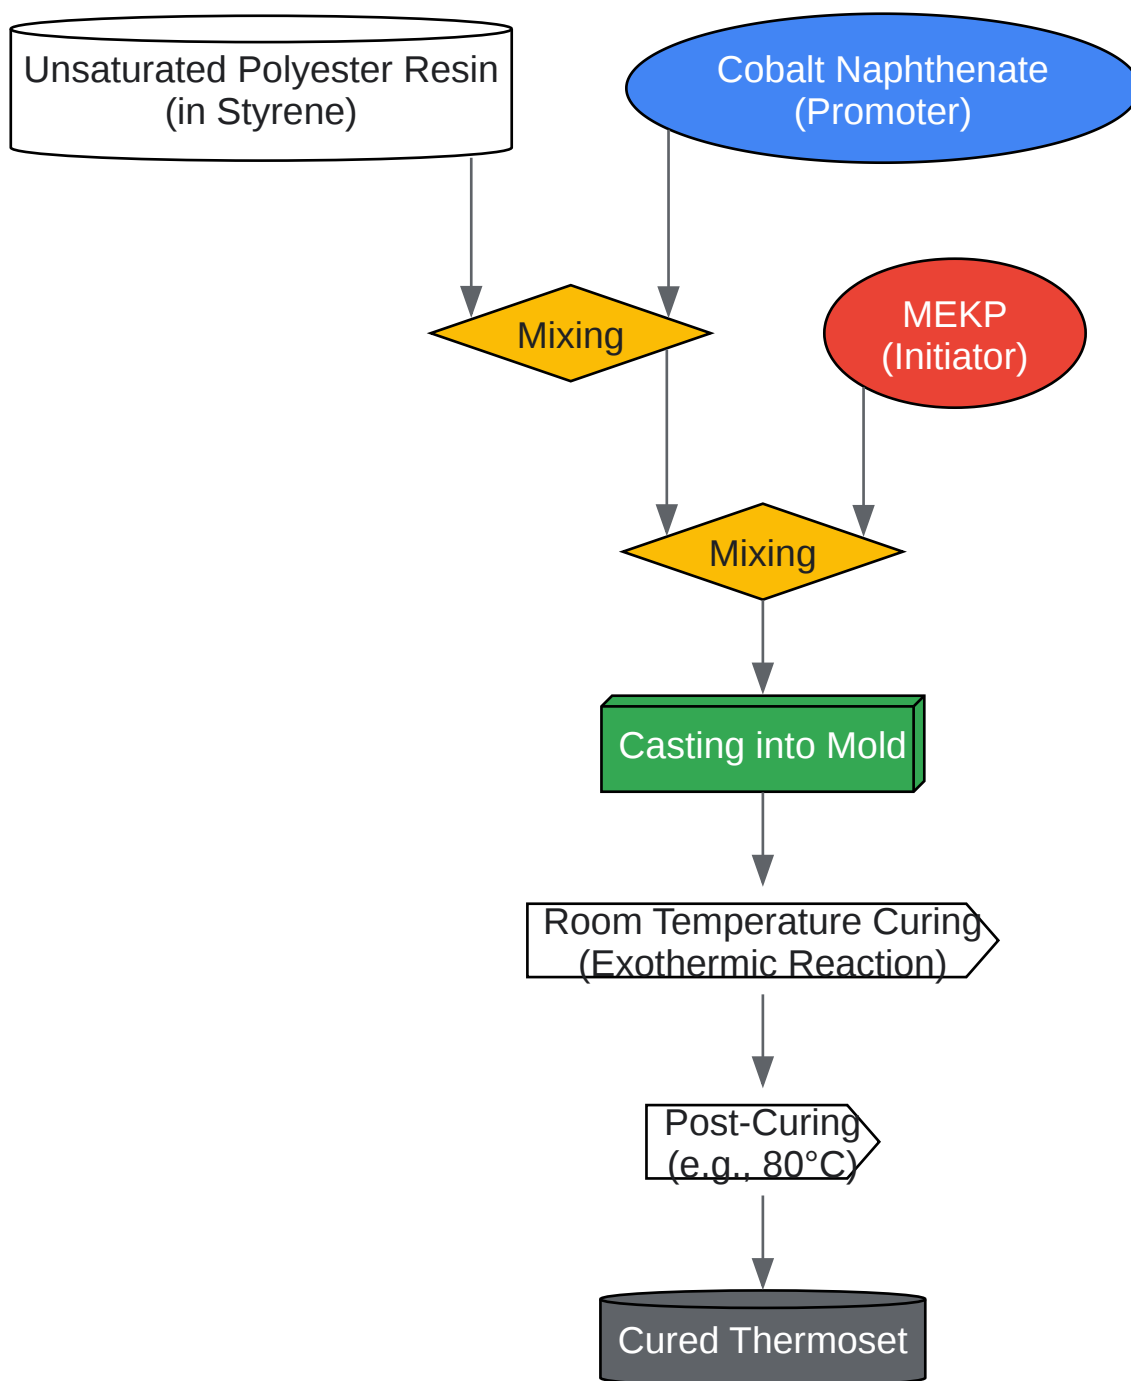 Unsaturated Polyester Resin
(in Styrene)
Cobalt Naphthenate
(Promoter)
Mixing
MEKP
(Initiator)
Mixing
Casting into Mold
Room Temperature Curing
(Exothermic Reaction)
Post-Curing
(e.g., 80°C)
Cured Thermoset